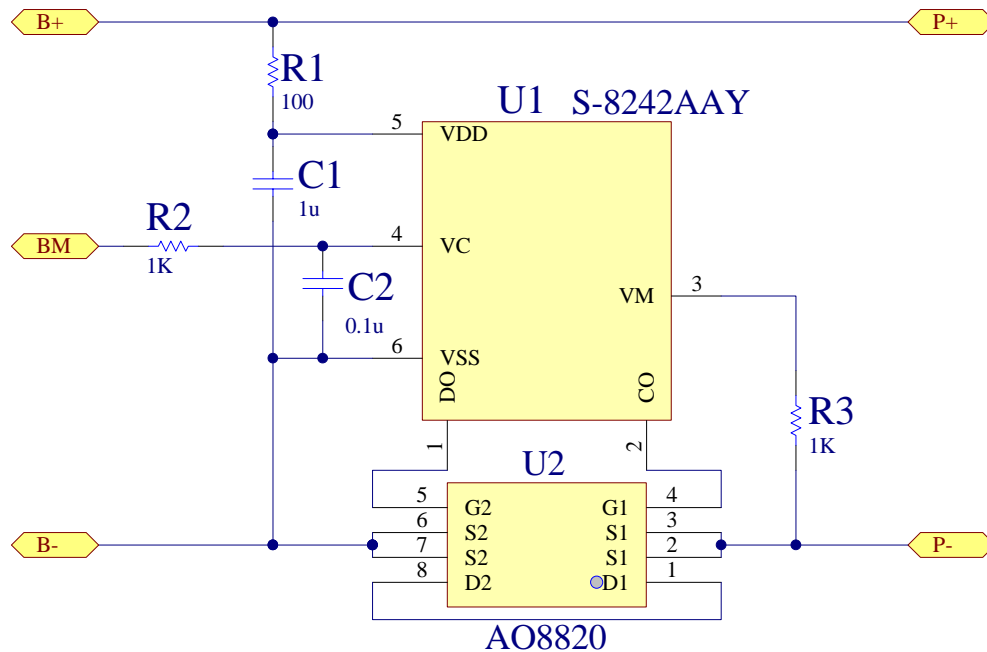 B+
P+
R1
100
U1
S-8242AAY
5
VDD
C1
1u
R2
BM
1K
4
VC
C2
0.1u
VM
3
6
VSS
DO
CO
R3
1K
1
2
U2
5
G2
G1
4
6
S2
S1
3
B-
7
S2
S1
2
P-
8
D2
D1
1
AO8820